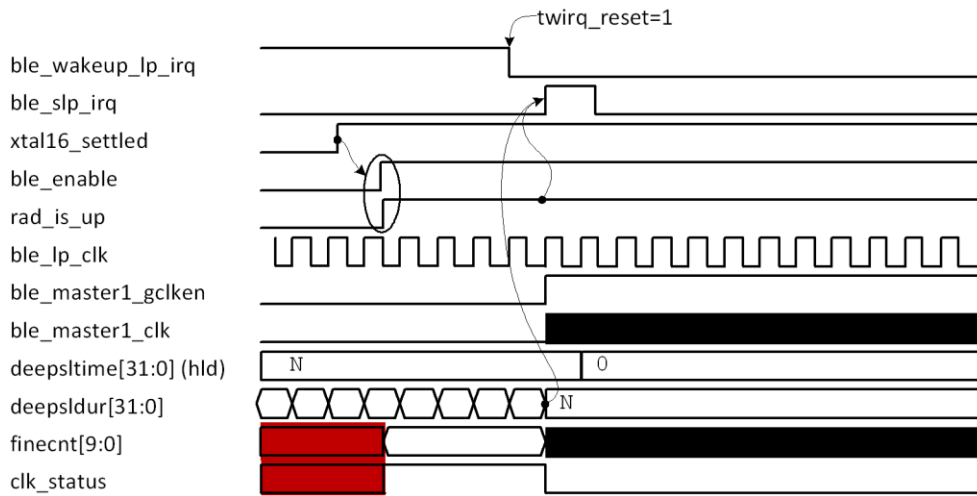 twirq_reset=1
ble_wakeup_lp_irq
ble_slp_irq
xtal16_settled
ble_enable
rad_is_up
ble_lp_clk
ble_master1_gclken
ble_master1_clk
deepsltime[31:0] (hld) N 0
deepsldur[31:0] N
finecnt[9:0]
clk_status